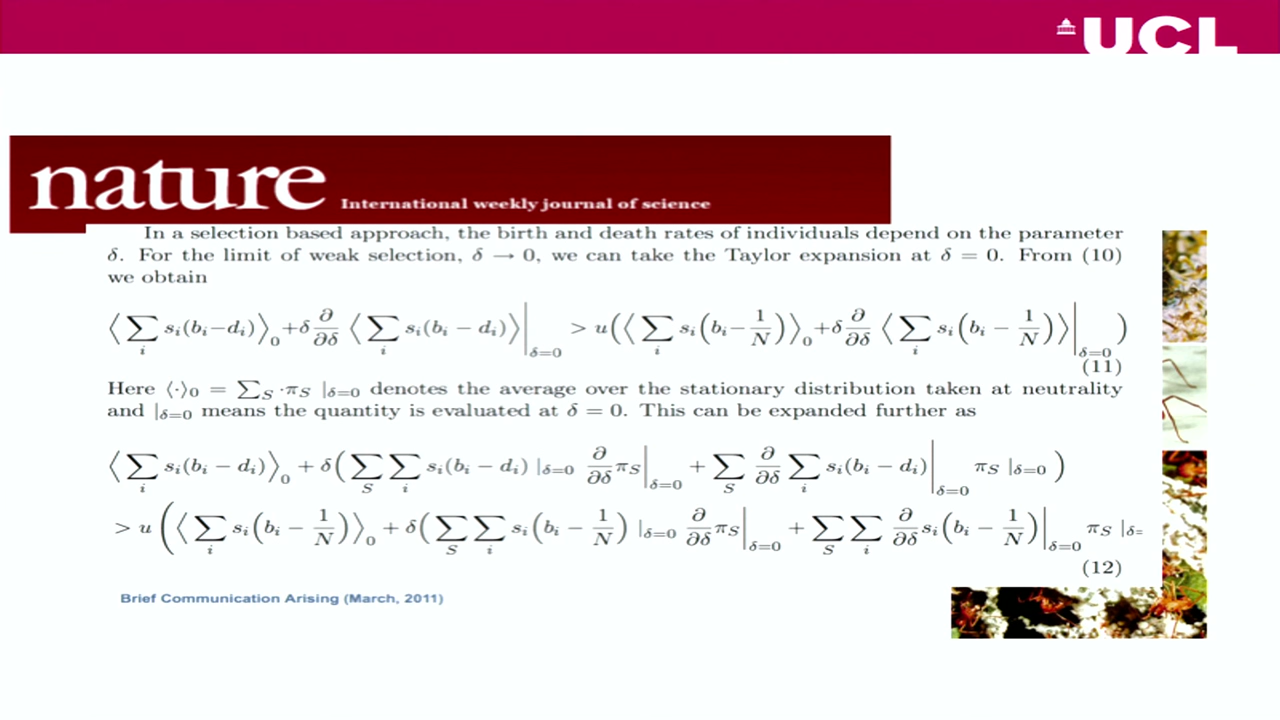 UCL
nature International weekly journal of science
In a selection based approach, the birth and death rates of individuals depend on the parameter
δ. For the limit of weak selection, δ → 0, we can take the Taylor expansion at δ = 0. From (10)
we obtain
⟨∑_i s_i(b_i−d_i)⟩_0 +δ ∂/∂δ ⟨∑_i s_i(b_i − d_i)⟩|_{δ=0} > u(⟨∑_i s_i(b_i− 1/N)⟩_0 +δ ∂/∂δ ⟨∑_i s_i(b_i − 1/N)⟩|_{δ=0})
(11)
Here ⟨·⟩_0 = ∑_S ·π_S |_{δ=0} denotes the average over the stationary distribution taken at neutrality
and |_{δ=0} means the quantity is evaluated at δ = 0. This can be expanded further as
⟨∑_i s_i(b_i − d_i)⟩_0 + δ(∑_S ∑_i s_i(b_i − d_i) |_{δ=0} ∂/∂δ π_S|_{δ=0} + ∑_S ∂/∂δ ∑_i s_i(b_i − d_i)|_{δ=0} π_S |_{δ=0})
> u (⟨∑_i s_i(b_i − 1/N)⟩_0 + δ(∑_S ∑_i s_i(b_i − 1/N) |_{δ=0} ∂/∂δ π_S|_{δ=0} + ∑_S ∑_i ∂/∂δ s_i(b_i − 1/N)|_{δ=0} π_S |_{δ=
(12)
Brief Communication Arising (March, 2011)